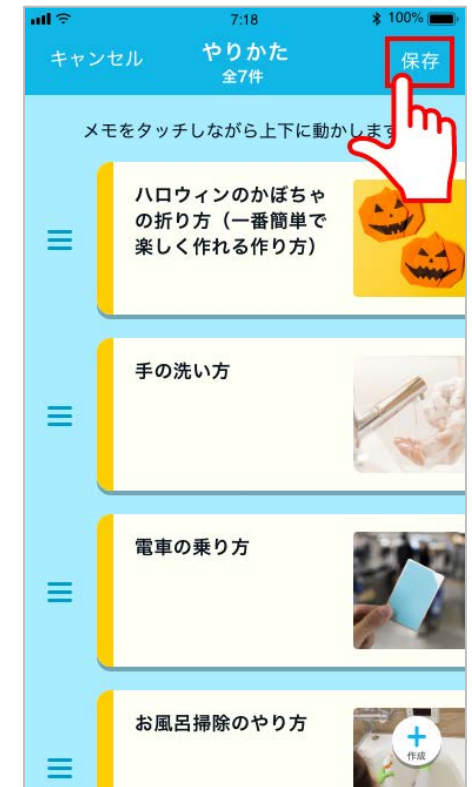 7:18
100%
キャンセル
やりかた
保存
全7件
メモをタッチしながら上下に動かします
ハロウィンのかぼちゃ
の折り方（一番簡単で
楽しく作れる作り方）
手の洗い方
電車の乗り方
お風呂掃除のやり方
作成